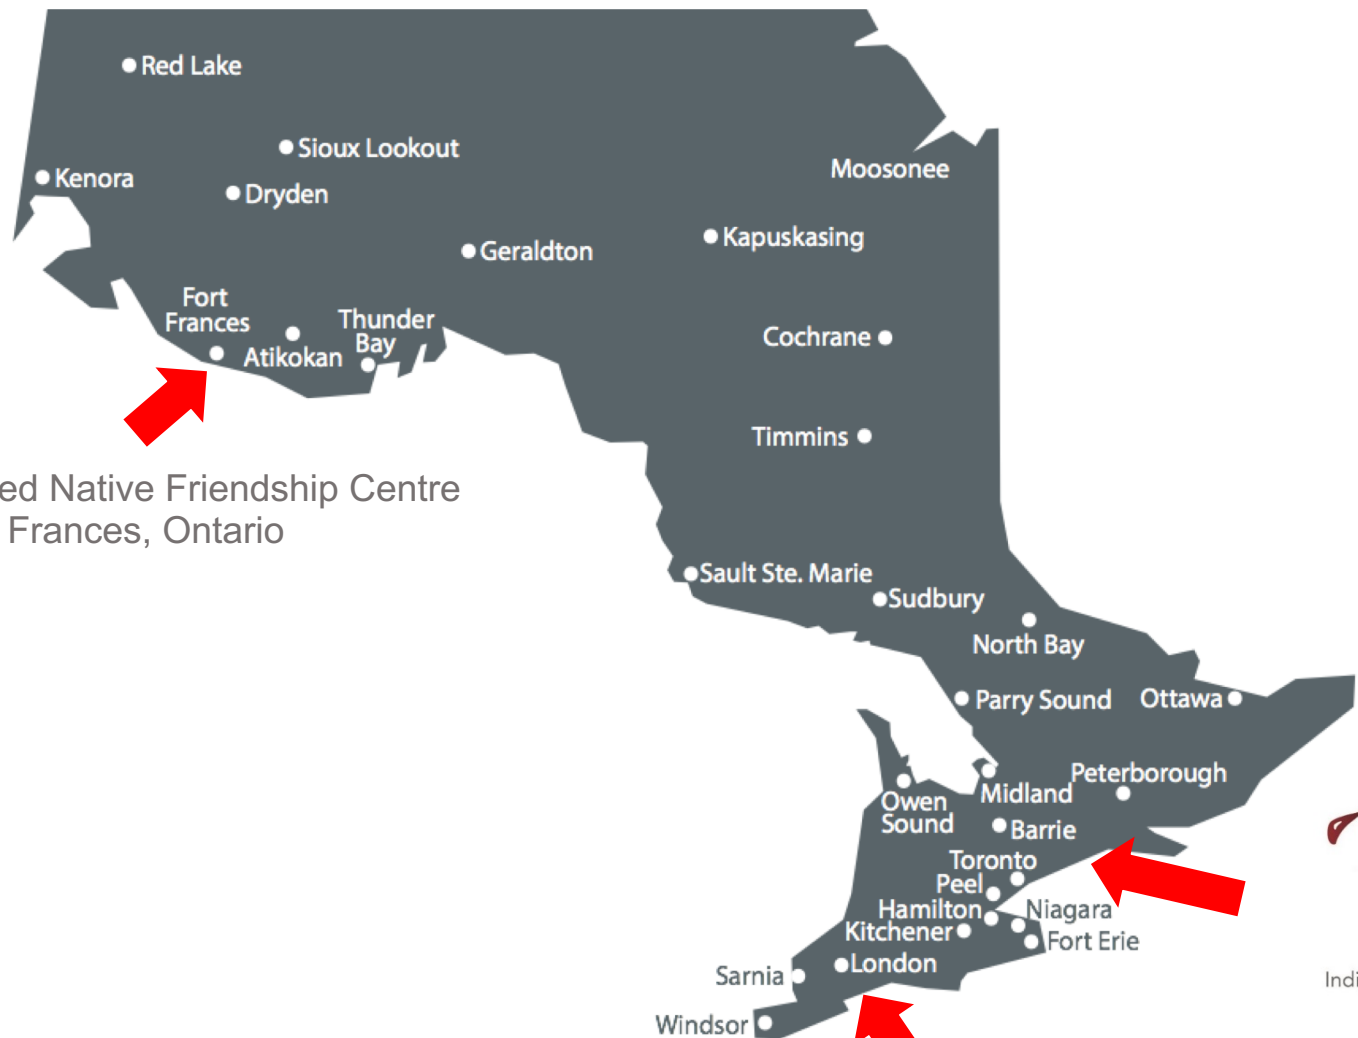 Red Lake
Sioux Lookout
Kenora
Dryden
Moosonee
Kapuskasing
Geraldton
Fort
Frances
Thunder
Bay
Atikokan
Cochrane
Timmins
ed Native Friendship Centre
Frances, Ontario
Sault Ste. Marie
Sudbury
North Bay
Parry Sound
Ottawa
Peterborough
Midland
Owen
Sound
Barrie
Toronto
Peel
Hamilton
Niagara
Kitchener
Fort Erie
London
Sarnia
Indi
Windsor